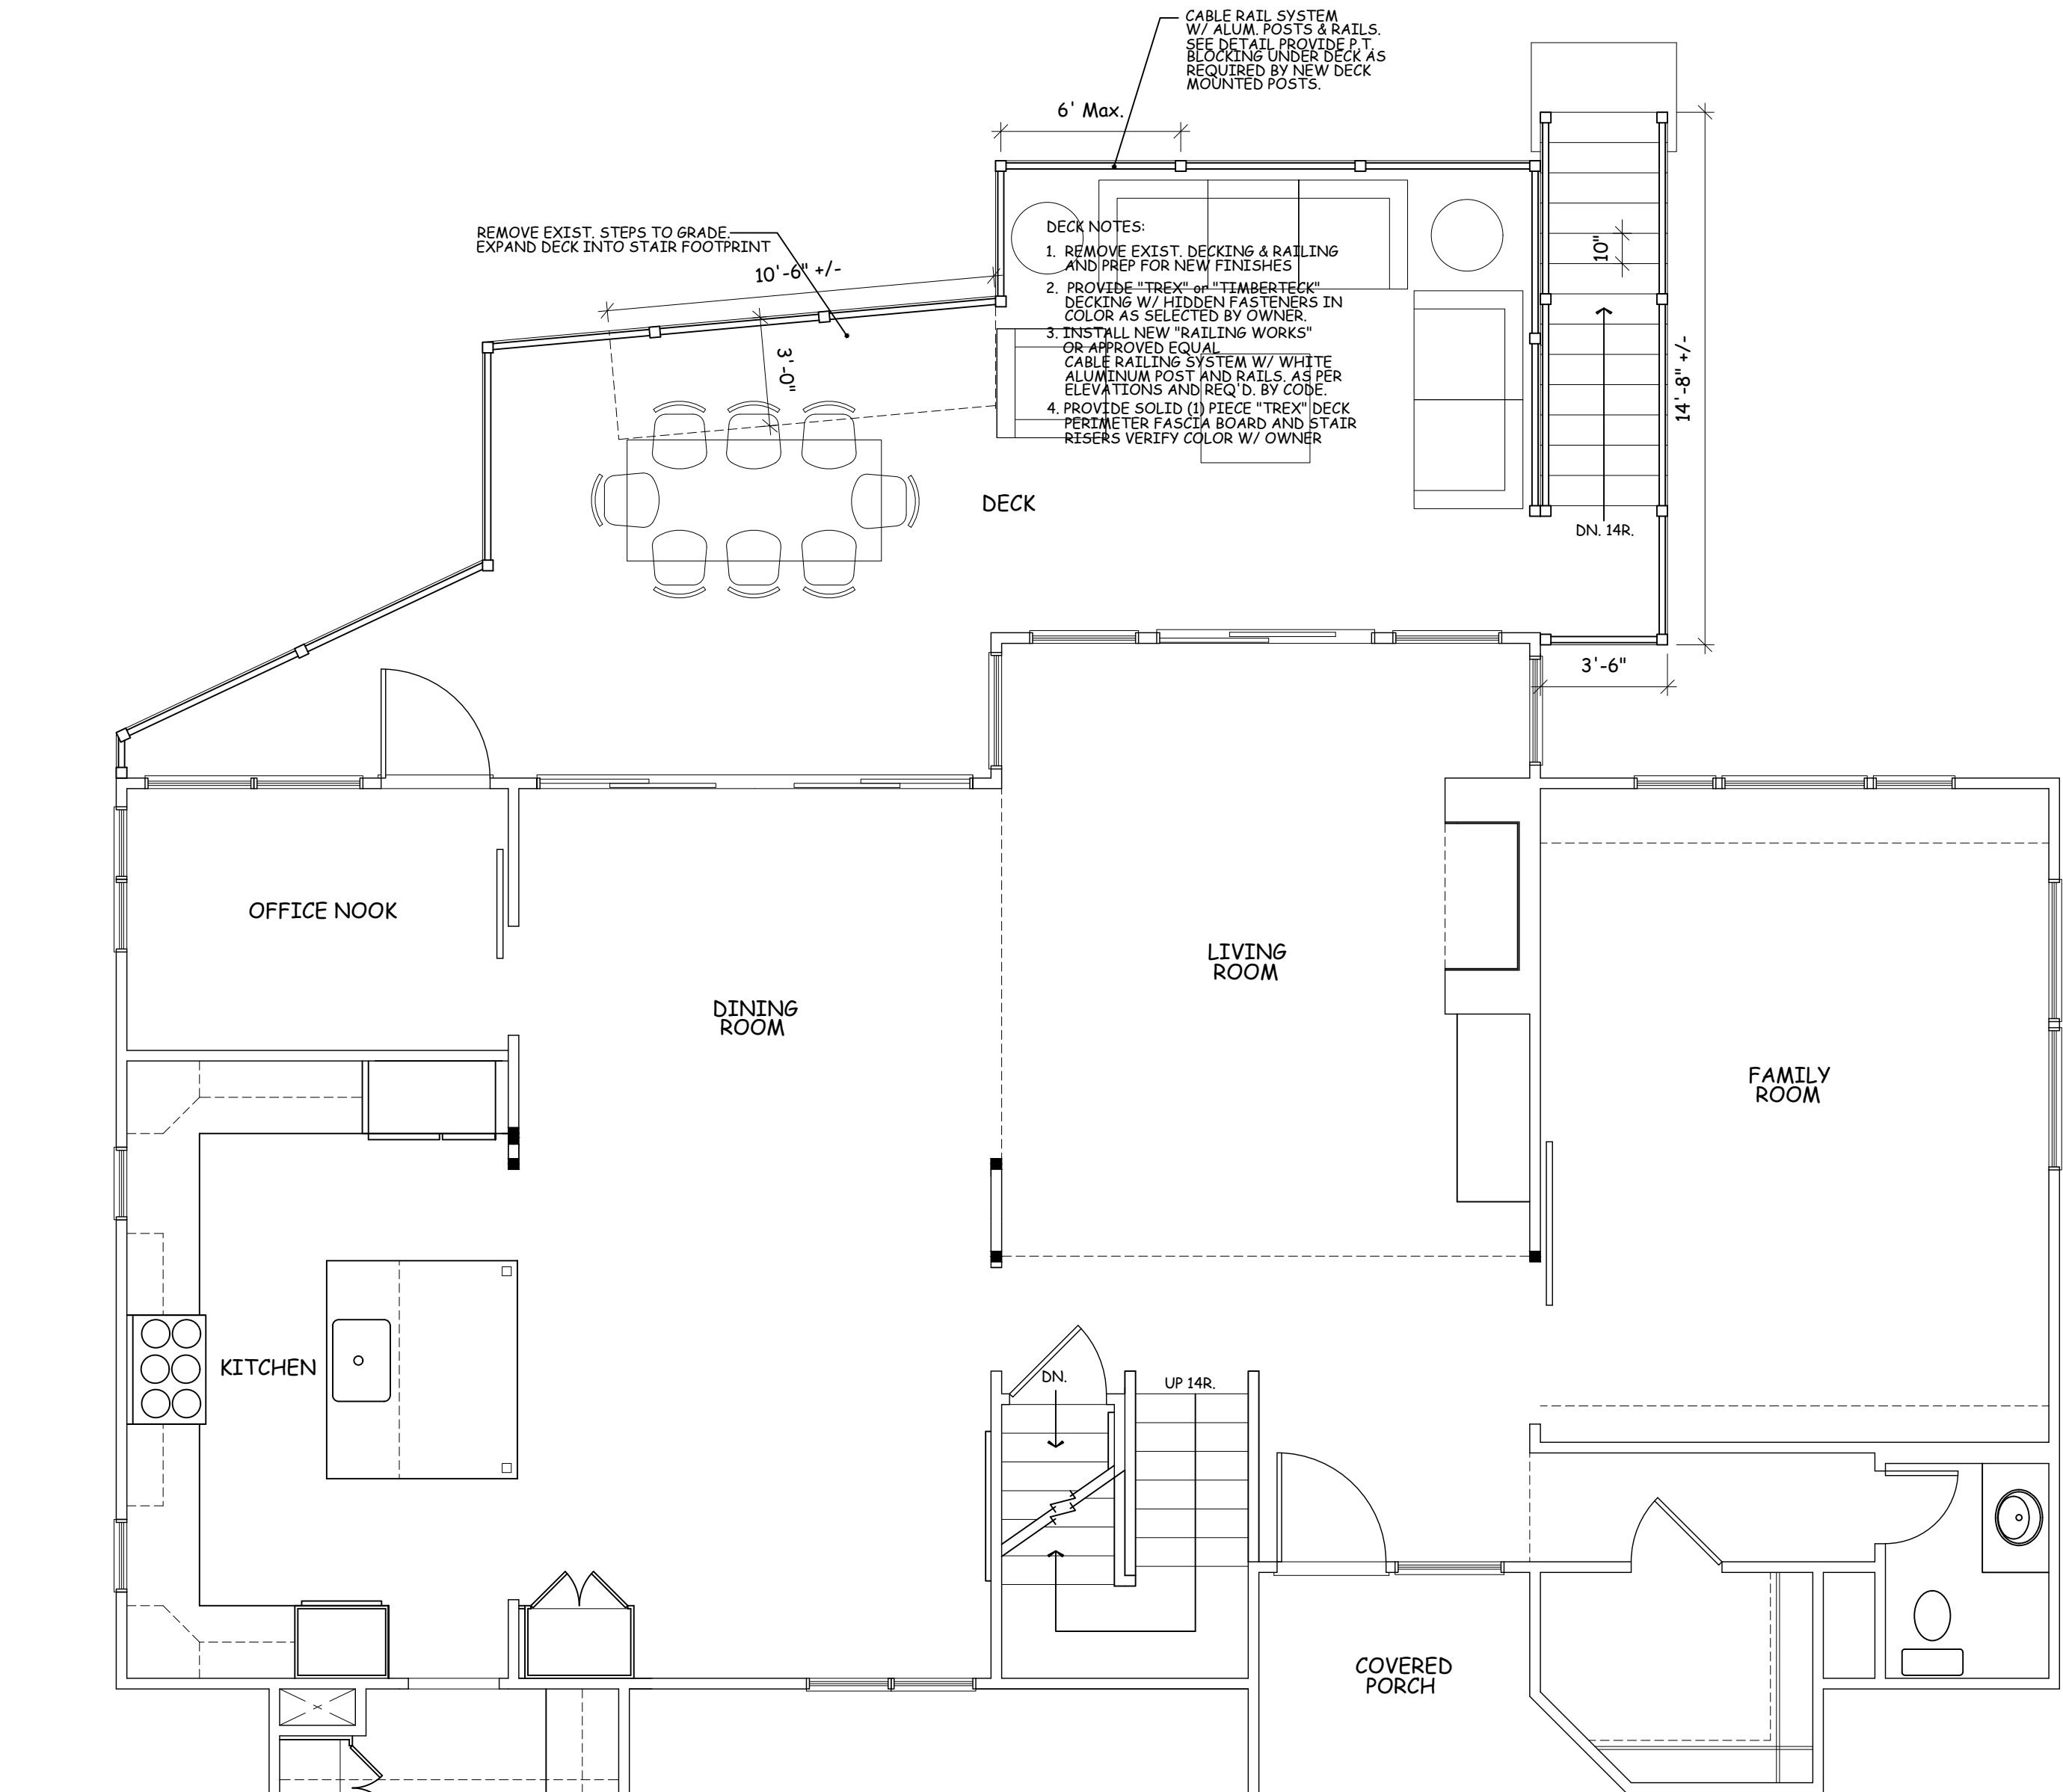 CABLE RAIL SYSTEM
W/ ALUM. POSTS & RAILS.
SEE DETAIL PROVIDE P.T.
BLOCKING UNDER DECK AS
REQUIRED BY NEW DECK
MOUNTED POSTS.
6' Max.
REMOVE EXIST. STEPS TO GRADE.
EXPAND DECK INTO STAIR FOOTPRINT
10'-6" +/-
3'-0"
DECK NOTES:
1. REMOVE EXIST. DECKING & RAILING
AND PREP FOR NEW FINISHES
2. PROVIDE "TREX" or "TIMBERTECK"
DECKING W/ HIDDEN FASTENERS IN
COLOR AS SELECTED BY OWNER.
3. INSTALL NEW "RAILING WORKS"
OR APPROVED EQUAL
CABLE RAILING SYSTEM W/ WHITE
ALUMINUM POST AND RAILS. AS PER
ELEVATIONS AND REQ'D. BY CODE.
4. PROVIDE SOLID (1) PIECE "TREX" DECK
PERIMETER FASCIA BOARD AND STAIR
RISERS VERIFY COLOR W/ OWNER
10"
14'-8" +/-
DECK
DN. 14R.
3'-6"
OFFICE NOOK
LIVING
ROOM
DINING
ROOM
FAMILY
ROOM
KITCHEN
DN.
UP 14R.
COVERED
PORCH